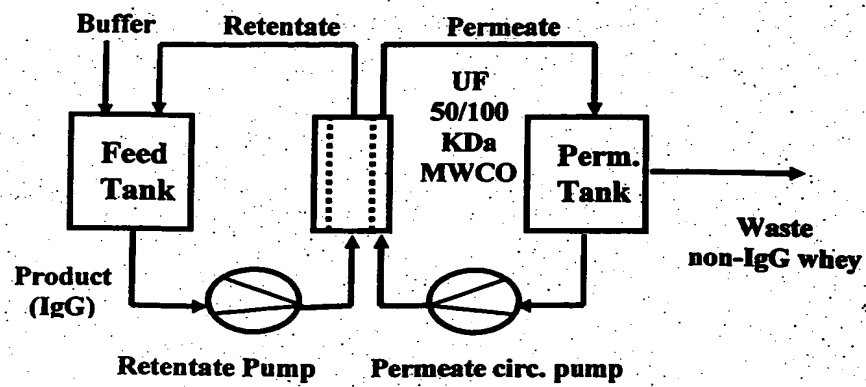 Buffer
Retentate
Permeate
UF
50/100
KDa
MWCO
Feed
Tank
Perm.
Tank
Waste
non-IgG whey
Product
(IgG)
Retentate Pump
Permeate circ. pump